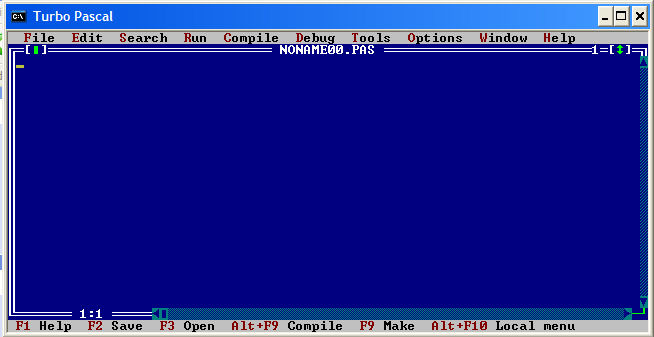 Turbo Pascal
File Edit Search Run Compile Debug Tools Options Window Help
NONAME00.PAS 1
1:1
F1 Help F2 Save F3 Open Alt+F9 Compile F9 Make Alt+F10 Local menu